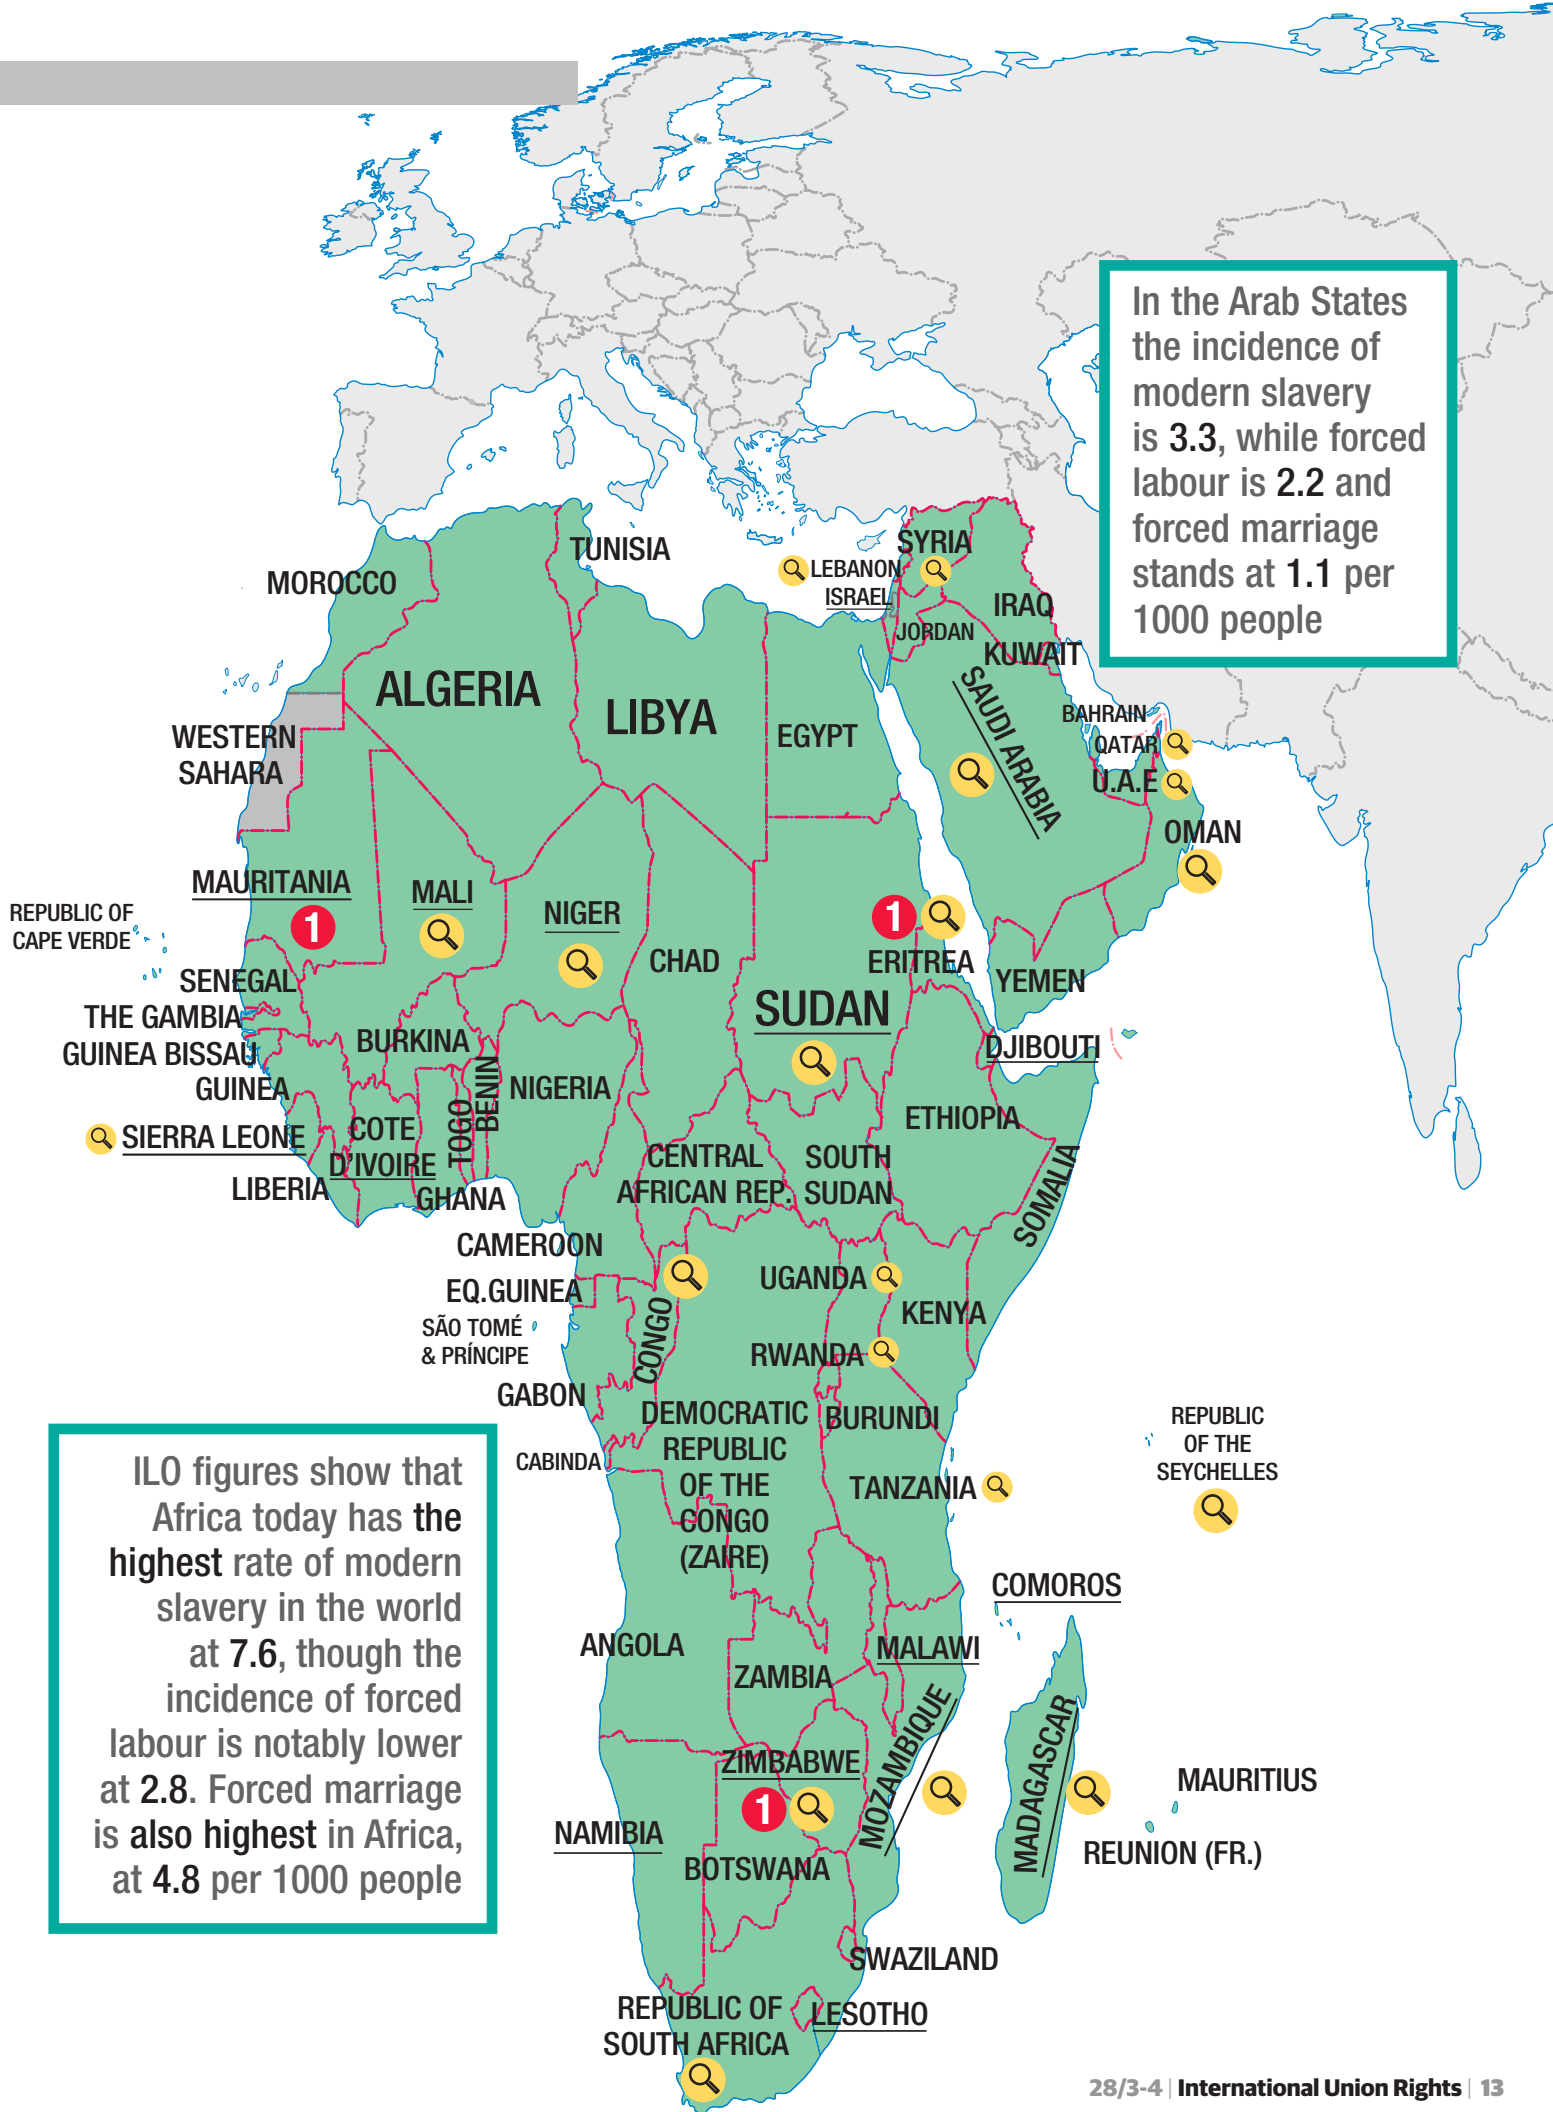 In the Arab States
the incidence of
modern slavery
is 3.3, while forced
labour is 2.2 and
forced marriage
stands at 1.1 per
1000 people
TUNISIA
MOROCCO
SYRIA
LEBANON
ISRAEL
IRAQ
JORDAN
KUWAIT
ALGERIA
LIBYA
EGYPT
SAUDI ARABIA
BAHRAIN
QATAR
U.A.E
OMAN
WESTERN
SAHARA
MAURITANIA
1
MALI
NIGER
CHAD
1
ERITREA
YEMEN
REPUBLIC OF
CAPE VERDE
SENEGAL
THE GAMBIA
GUINEA BISSAU
GUINEA
BURKINA
SUDAN
DJIBOUTI
NIGERIA
BENIN
TOGO
ETHIOPIA
SIERRA LEONE
COTE
D'IVOIRE
LIBERIA
GHANA
CENTRAL
AFRICAN REP.
SOUTH
SUDAN
SOMALIA
CAMEROON
EQ.GUINEA
SÃO TOMÉ
& PRÍNCIPE
CONGO
UGANDA
KENYA
RWANDA
GABON
CABINDA
DEMOCRATIC
REPUBLIC
OF THE
CONGO
(ZAIRE)
BURUNDI
TANZANIA
REPUBLIC
OF THE
SEYCHELLES
COMOROS
ANGOLA
ZAMBIA
MALAWI
MOZAMBIQUE
MADAGASCAR
MAURITIUS
REUNION (FR.)
ZIMBABWE
1
NAMIBIA
BOTSWANA
SWAZILAND
REPUBLIC OF
SOUTH AFRICA
LESOTHO
ILO figures show that
Africa today has the
highest rate of modern
slavery in the world
at 7.6, though the
incidence of forced
labour is notably lower
at 2.8. Forced marriage
is also highest in Africa,
at 4.8 per 1000 people
28/3-4 | International Union Rights | 13